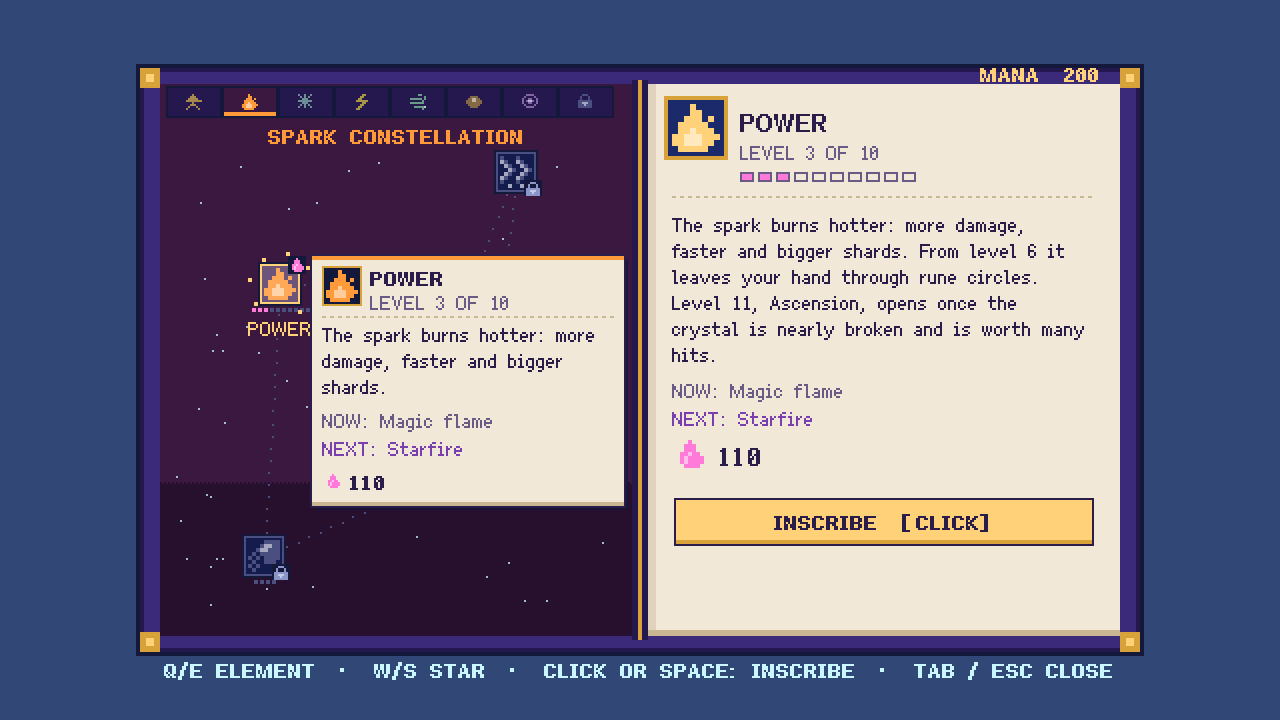 MANA 200
SPARK CONSTELLATION
POWER
POWER
LEVEL 3 OF 10
The spark burns hotter: more
damage, faster and bigger
shards.
NOW: Magic flame
NEXT: Starfire
110
POWER
LEVEL 3 OF 10
The spark burns hotter: more damage,
faster and bigger shards. From level 6 it
leaves your hand through rune circles.
Level 11, Ascension, opens once the
crystal is nearly broken and is worth many
hits.
NOW: Magic flame
NEXT: Starfire
110
INSCRIBE [CLICK]
Q/E ELEMENT · W/S STAR · CLICK OR SPACE: INSCRIBE · TAB / ESC CLOSE